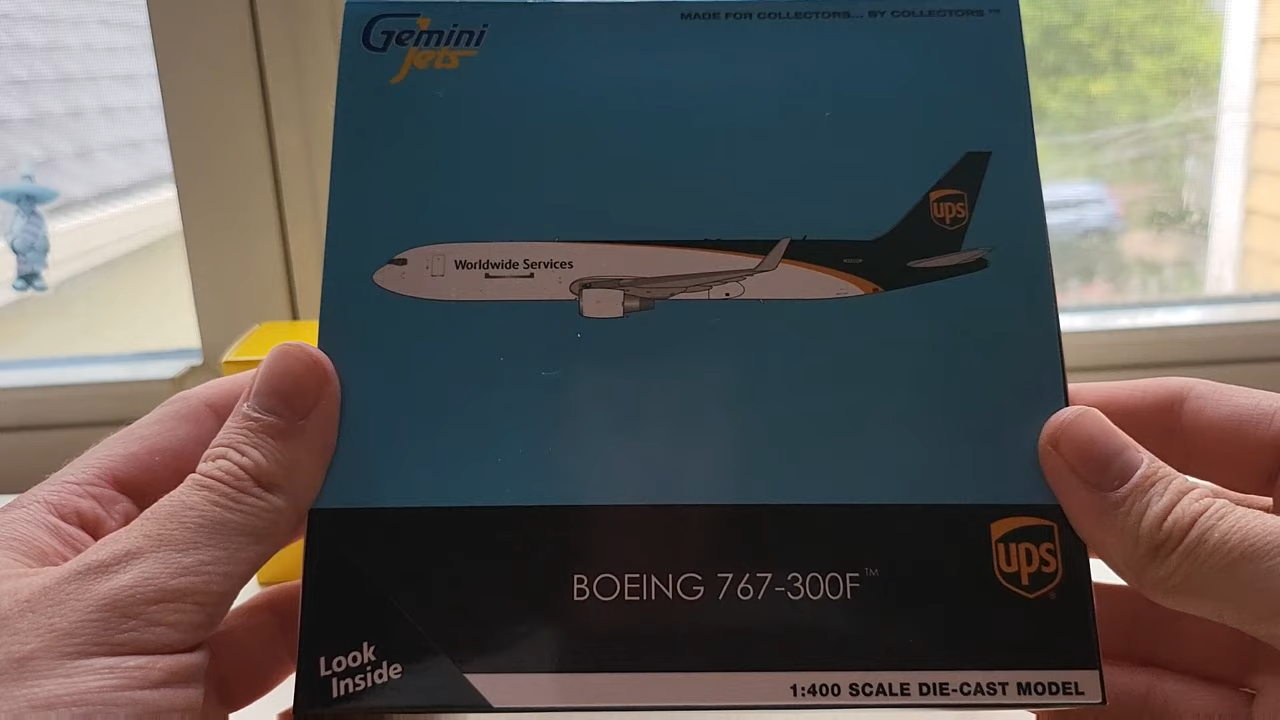 Gemini
Jets
MADE FOR COLLECTORS... BY COLLECTORS ™
ups
Worldwide Services
ups
BOEING 767-300F™
Look
Inside
1:400 SCALE DIE-CAST MODEL